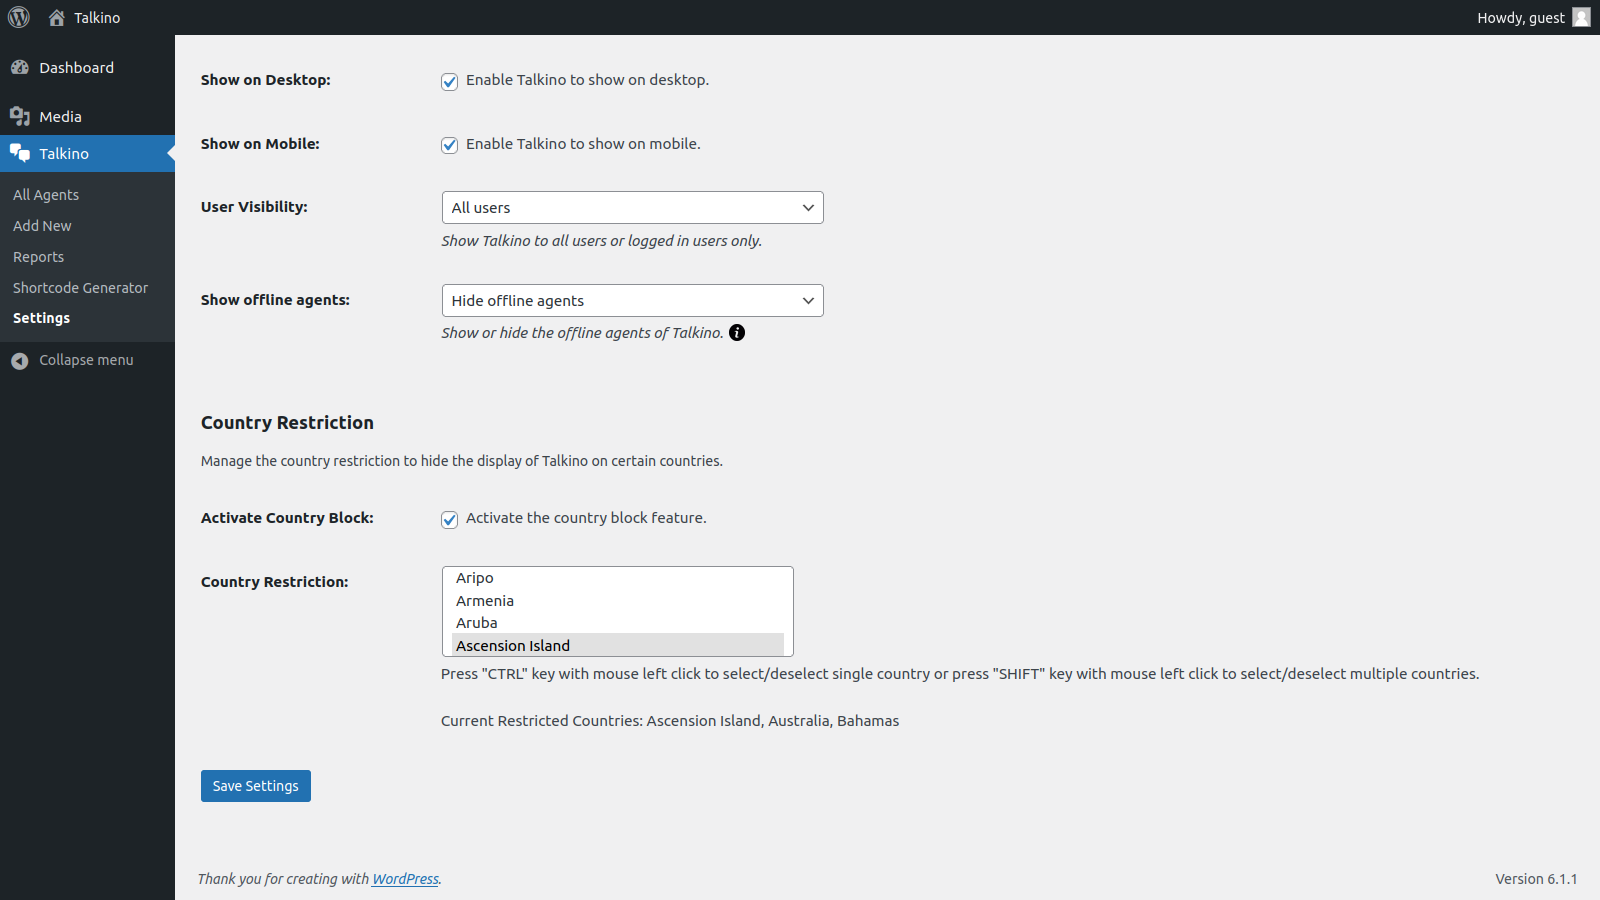 Talkino
Howdy, guest
Dashboard
Media
Talkino
All Agents
Add New
Reports
Shortcode Generator
Settings
Collapse menu
Show on Desktop:
Enable Talkino to show on desktop.
Show on Mobile:
Enable Talkino to show on mobile.
User Visibility:
All users
Show Talkino to all users or logged in users only.
Show offline agents:
Hide offline agents
Show or hide the offline agents of Talkino.
Country Restriction
Manage the country restriction to hide the display of Talkino on certain countries.
Activate Country Block:
Activate the country block feature.
Country Restriction:
Aripo
Armenia
Aruba
Ascension Island
Press "CTRL" key with mouse left click to select/deselect single country or press "SHIFT" key with mouse left click to select/deselect multiple countries.
Current Restricted Countries: Ascension Island, Australia, Bahamas
Save Settings
Thank you for creating with WordPress.
Version 6.1.1